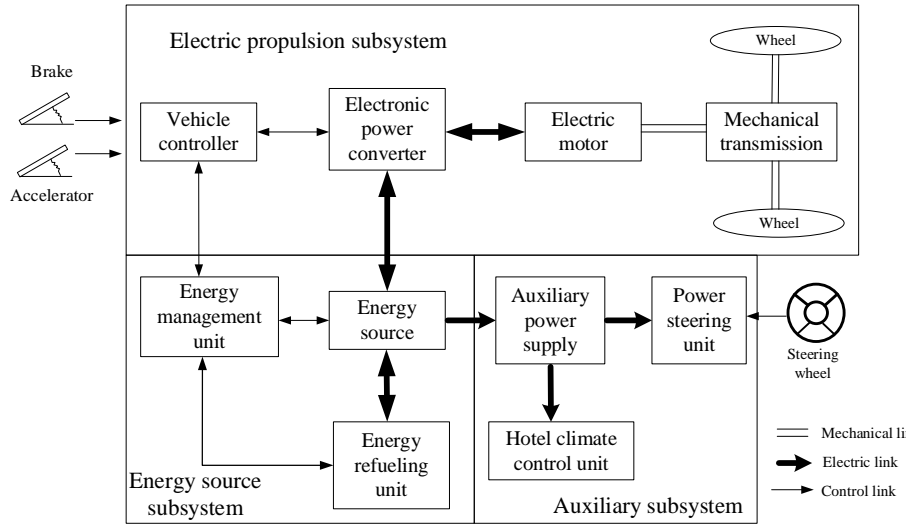 Electric propulsion subsystem
Wheel
Brake
Vehicle
controller
Electronic
power
converter
Electric
motor
Mechanical
transmission
Accelerator
Wheel
Energy
management
unit
Energy
source
Auxiliary
power
supply
Power
steering
unit
Steering
wheel
Energy
refueling
unit
Hotel climate
control unit
Energy source
subsystem
Auxiliary subsystem
Mechanical li
Electric link
Control link